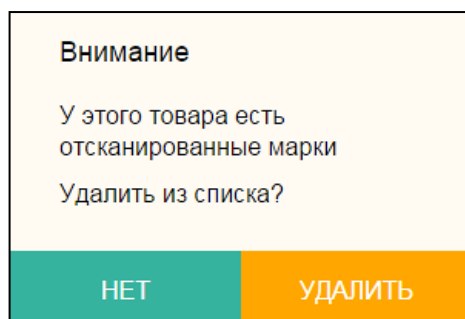 Внимание
У этого товара есть
отсканированные марки
Удалить из списка?
НЕТ
УДАЛИТЬ